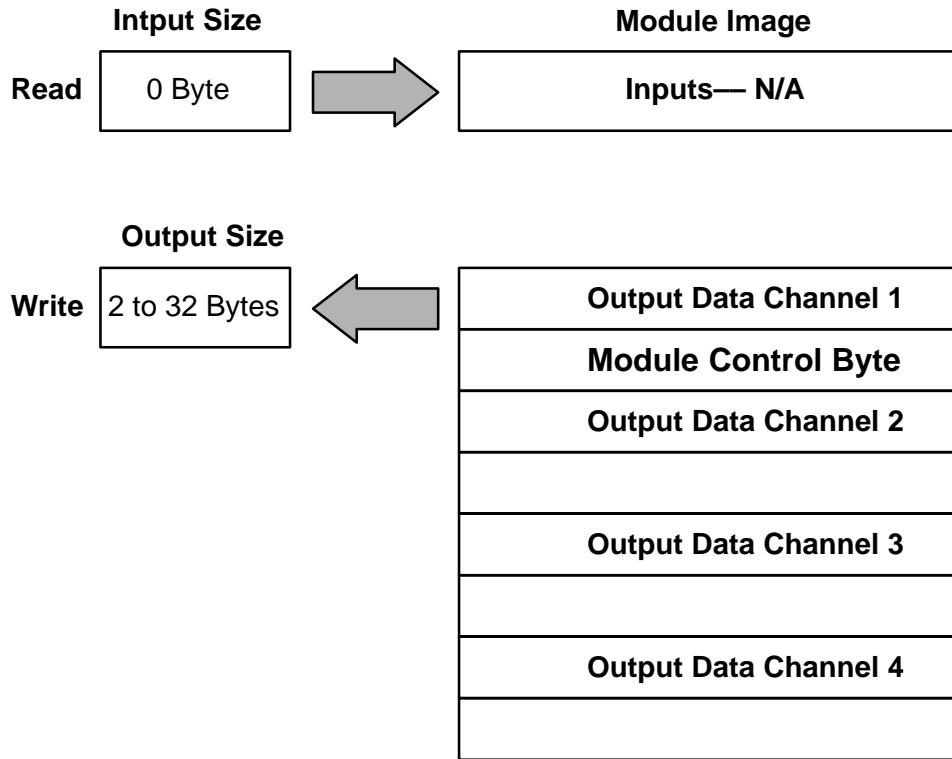 Intput Size
Module Image
Read
0 Byte
Inputs–– N/A
Output Size
Write
2 to 32 Bytes
Output Data Channel 1
Module Control Byte
Output Data Channel 2
Output Data Channel 3
Output Data Channel 4